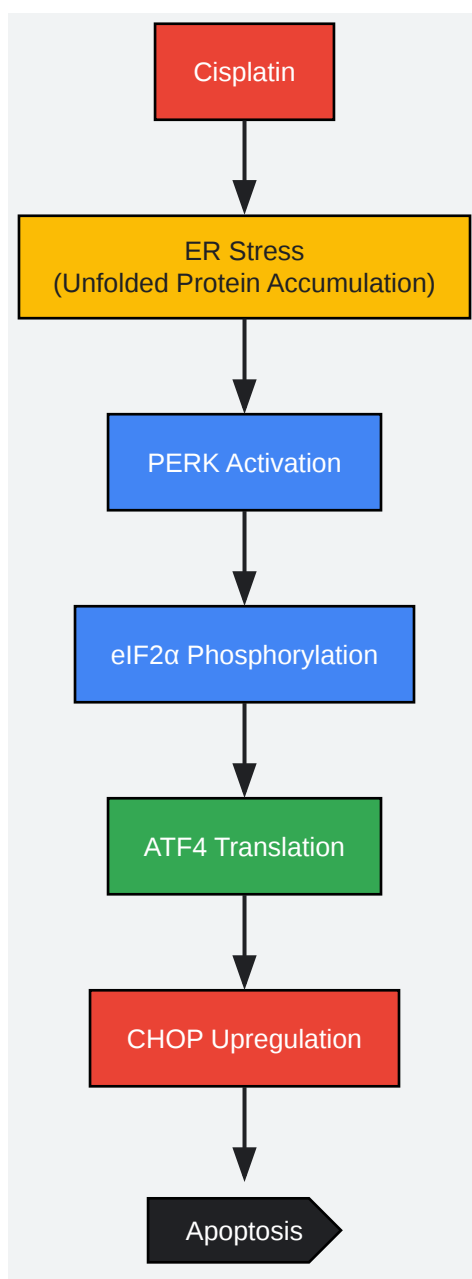 Cisplatin
ER Stress
(Unfolded Protein Accumulation)
PERK Activation
eIF2α Phosphorylation
ATF4 Translation
CHOP Upregulation
Apoptosis